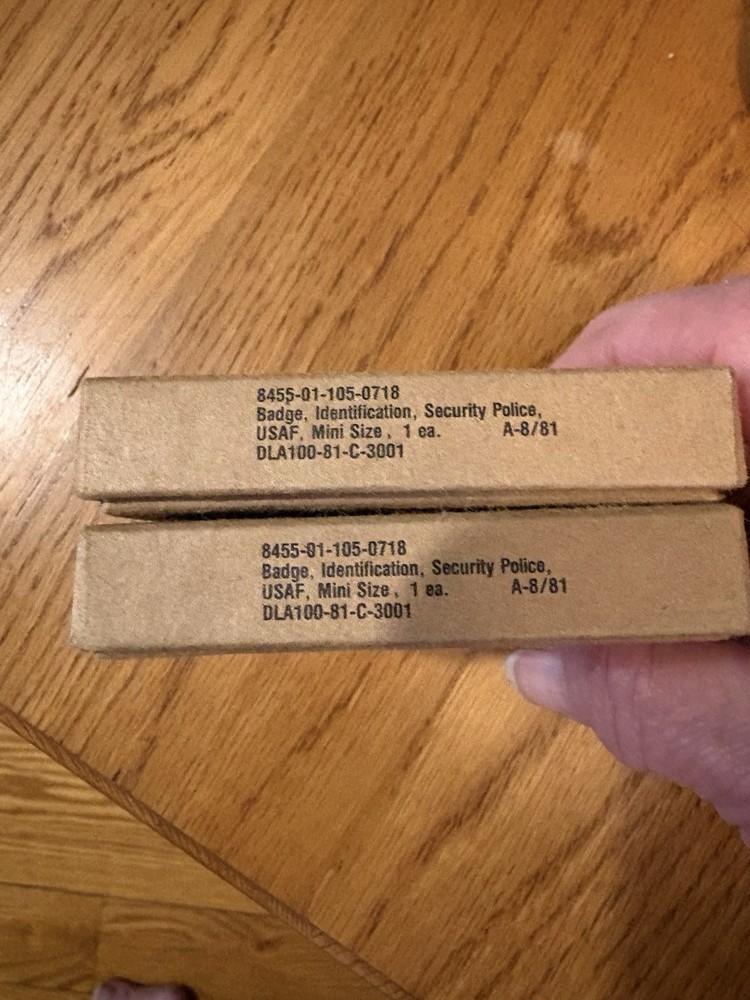 8455-01-105-0718
Badge, Identification, Security Police,
USAF, Mini Size, 1 ea. A-8/81
DLA100-81-C-3001
8455-01-105-0718
Badge, Identification, Security Police,
USAF, Mini Size, 1 ea. A-8/81
DLA100-81-C-3001